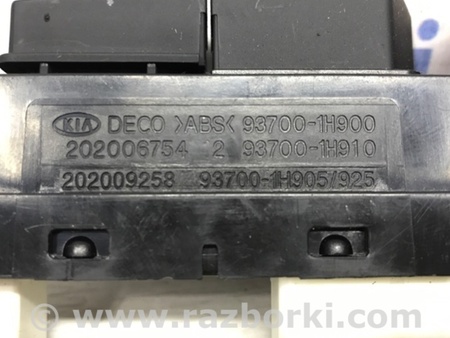 KIA DECO >ABS< 93700-1H900
202006754 2 93700-1H910
202009258 93700-1H905/925
© www.razborki.com